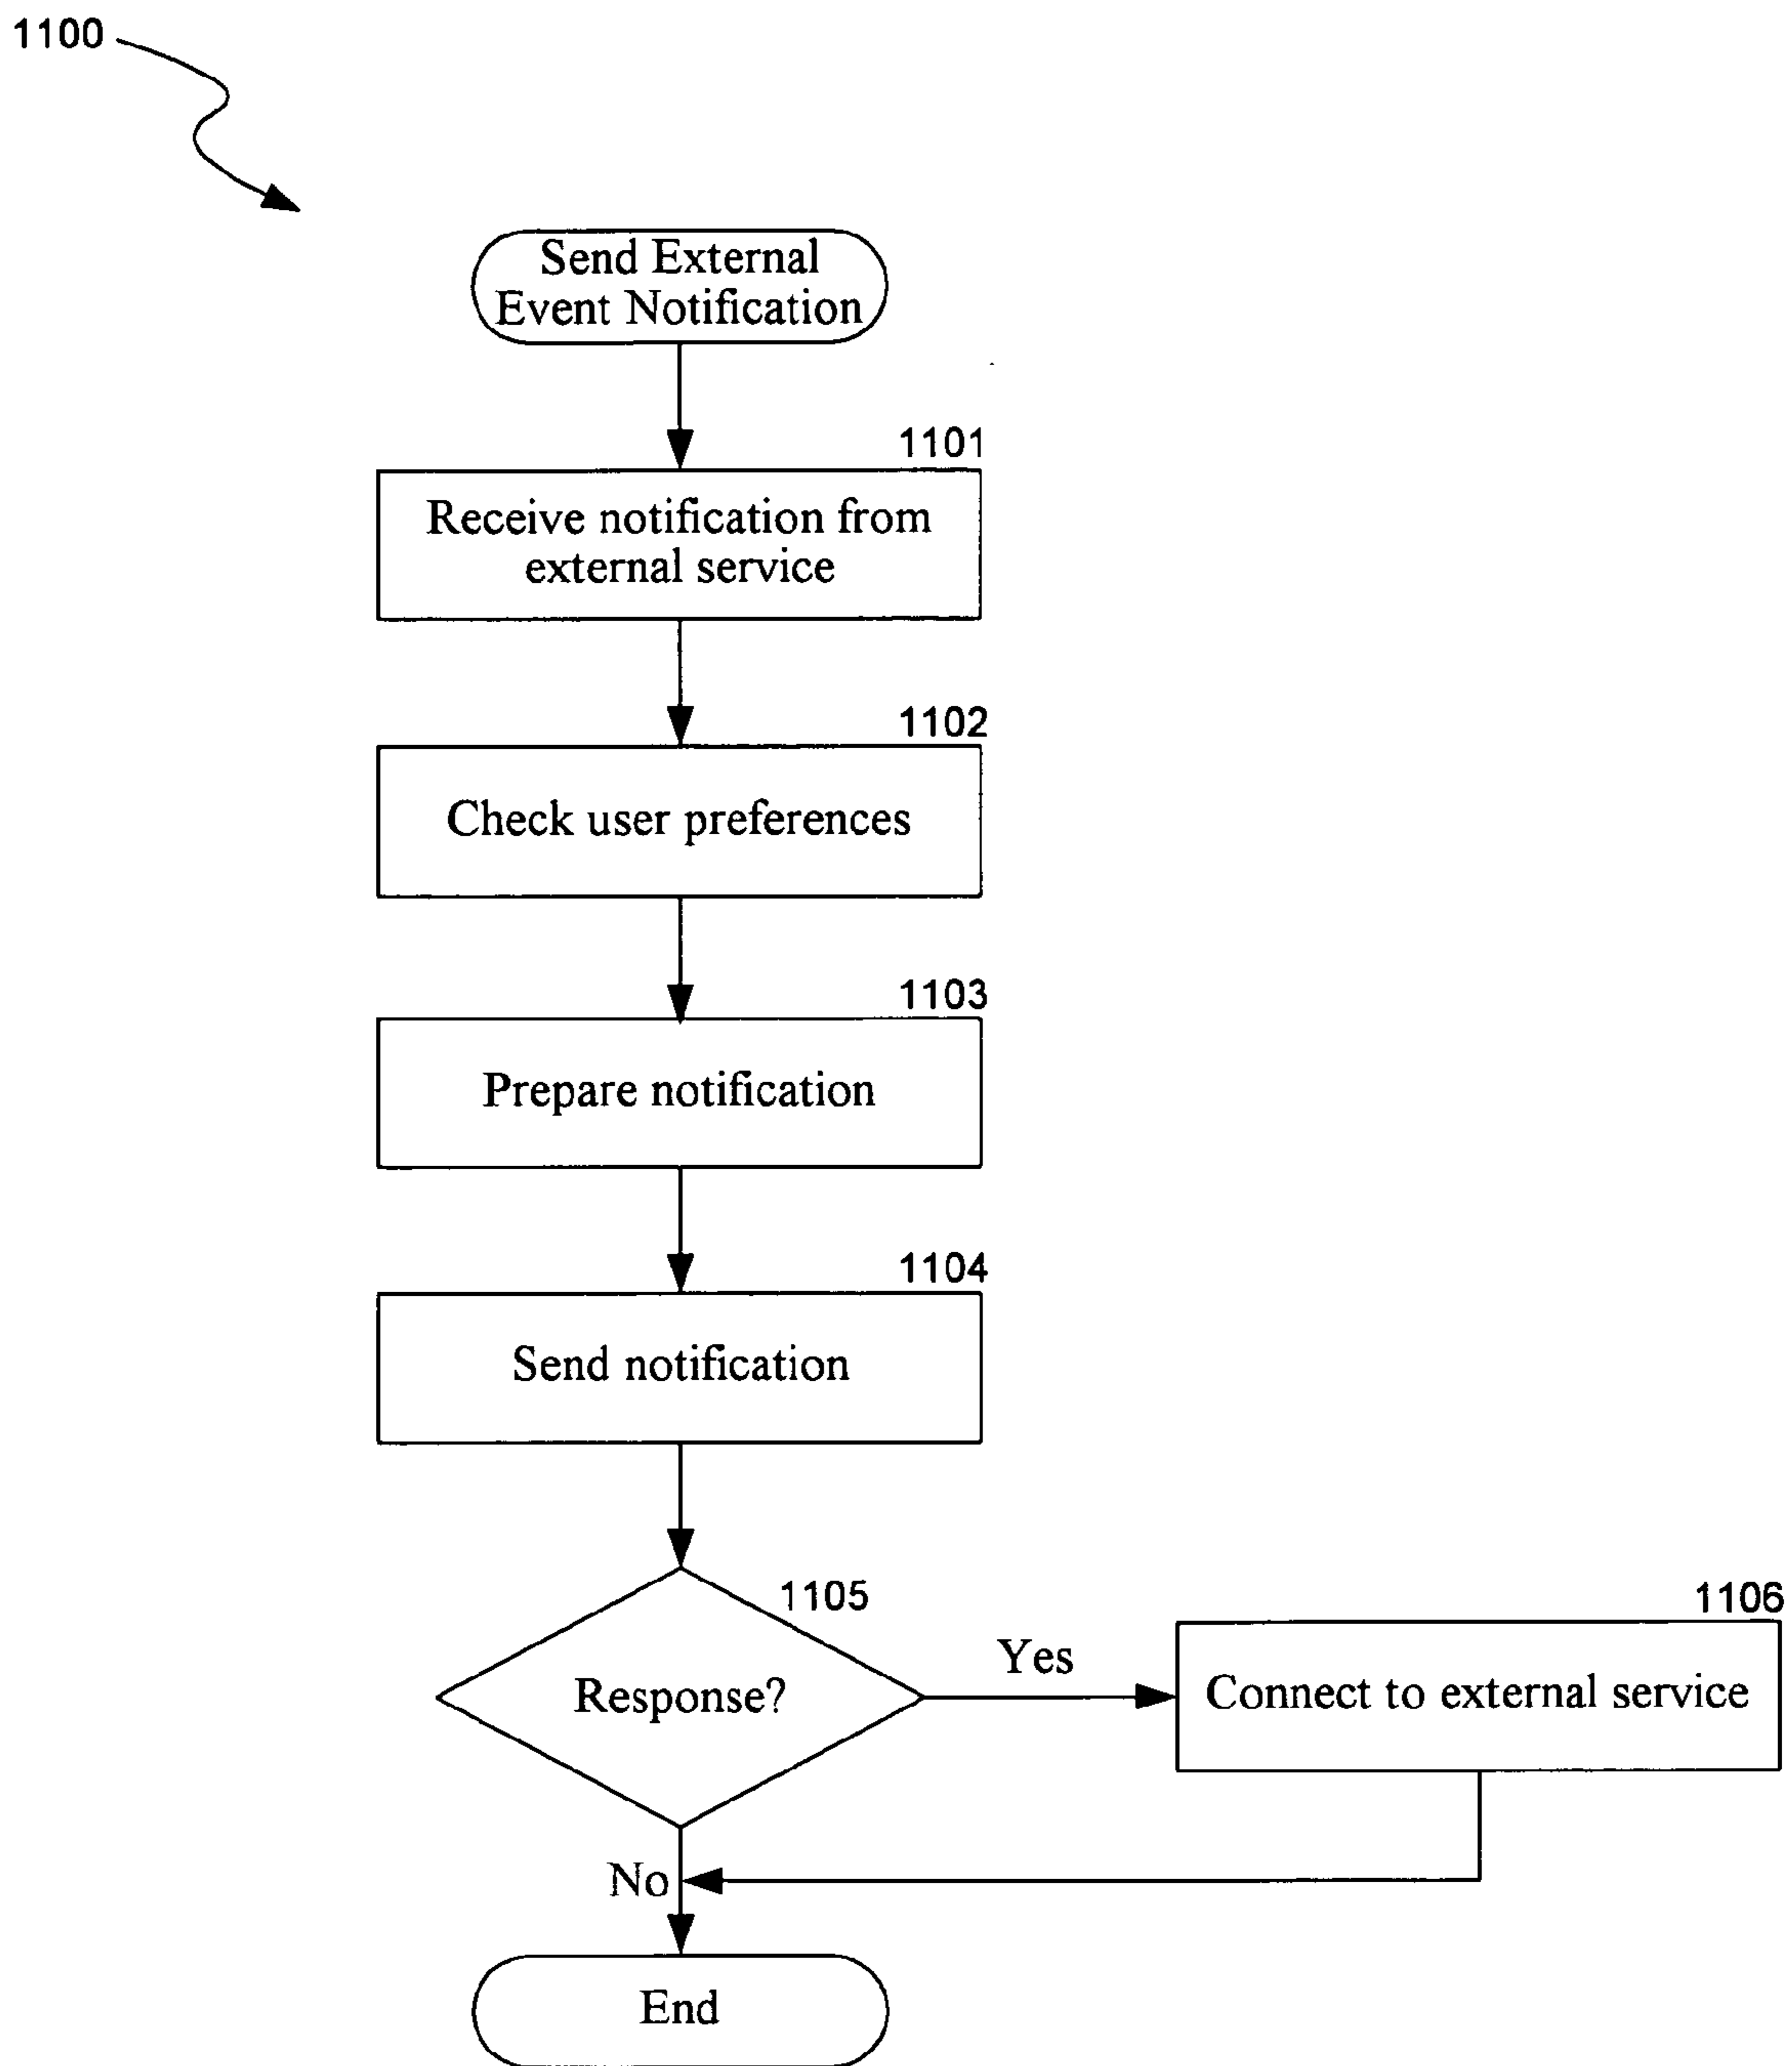 1100
Send External
Event Notification
1101
Receive notification from
external service
1102
Check user preferences
1103
Prepare notification
1104
Send notification
1105
Response?
Yes
1106
Connect to external service
No
End